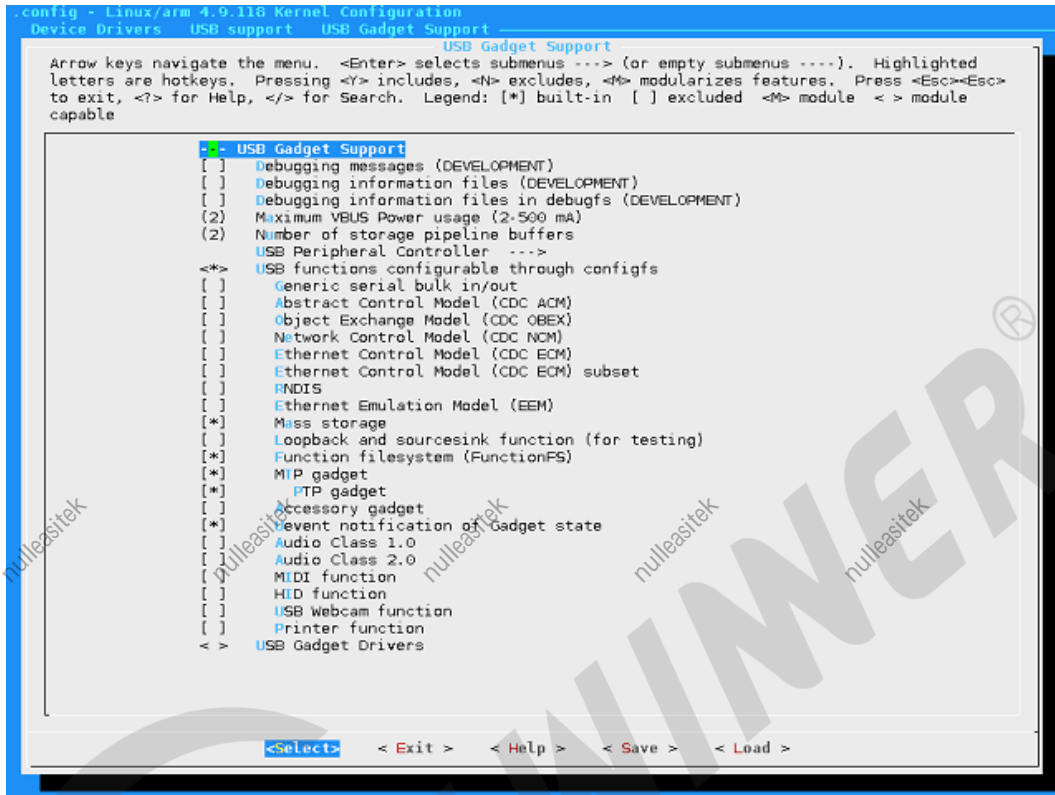 .config - Linux/arm 4.9.118 Kernel Configuration
Device Drivers   USB support   USB Gadget Support
USB Gadget Support
Arrow keys navigate the menu.  <Enter> selects submenus ---> (or empty submenus ----).  Highlighted
letters are hotkeys.  Pressing <Y> includes, <N> excludes, <M> modularizes features.  Press <Esc><Esc>
to exit, <?> for Help, </> for Search.  Legend: [*] built-in  [ ] excluded  <M> module  < > module
capable
--- USB Gadget Support
[ ]   Debugging messages (DEVELOPMENT)
[ ]   Debugging information files (DEVELOPMENT)
[ ]   Debugging information files in debugfs (DEVELOPMENT)
(2)   Maximum VBUS Power usage (2-500 mA)
(2)   Number of storage pipeline buffers
USB Peripheral Controller  --->
<*>   USB functions configurable through configfs
[ ]     Generic serial bulk in/out
[ ]     Abstract Control Model (CDC ACM)
[ ]     Object Exchange Model (CDC OBEX)
[ ]     Network Control Model (CDC NCM)
[ ]     Ethernet Control Model (CDC ECM)
[ ]     Ethernet Control Model (CDC ECM) subset
[ ]     RNDIS
[ ]     Ethernet Emulation Model (EEM)
[*]     Mass storage
[ ]     Loopback and sourcesink function (for testing)
[*]     Function filesystem (FunctionFS)
[*]     MTP gadget
[*]       PTP gadget
[ ]     Accessory gadget
[*]     Uevent notification of Gadget state
[ ]     Audio Class 1.0
[ ]     Audio Class 2.0
[ ]     MIDI function
[ ]     HID function
[ ]     USB Webcam function
[ ]     Printer function
< >   USB Gadget Drivers
<Select>    < Exit >    < Help >    < Save >    < Load >
nulleasitek
nulleasitek
nulleasitek
nulleasitek
nulleasitek
WINNER®